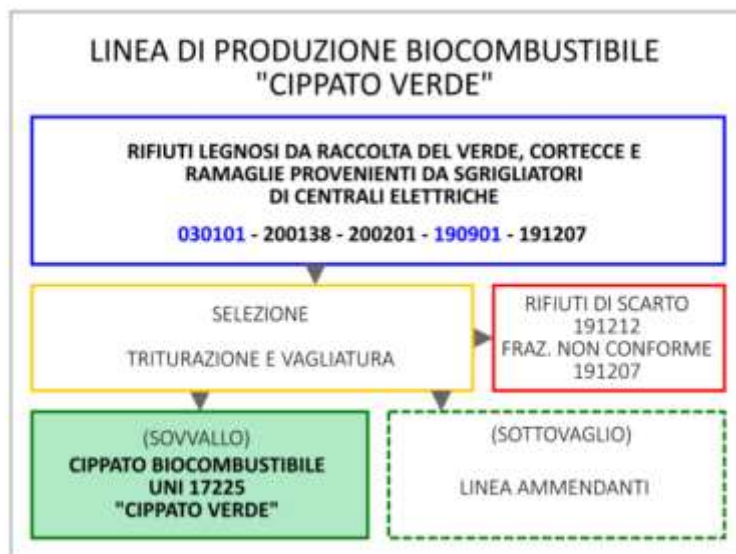 LINEA DI PRODUZIONE BIOCOMBUSTIBILE
"CIPPATO VERDE"
RIFIUTI LEGNOSI DA RACCOLTA DEL VERDE, CORTECCE E
RAMAGLIE PROVENIENTI DA SGRIGLIATORI
DI CENTRALI ELETTRICHE
030101 - 200138 - 200201 - 190901 - 191207
SELEZIONE
TRITURAZIONE E VAGLIATURA
RIFIUTI DI SCARTO
191212
FRAZ. NON CONFORME
191207
(SOVVALLO)
CIPPATO BIOCOMBUSTIBILE
UNI 17225
"CIPPATO VERDE"
(SOTTOVAGLIO)
LINEA AMMENDANTI